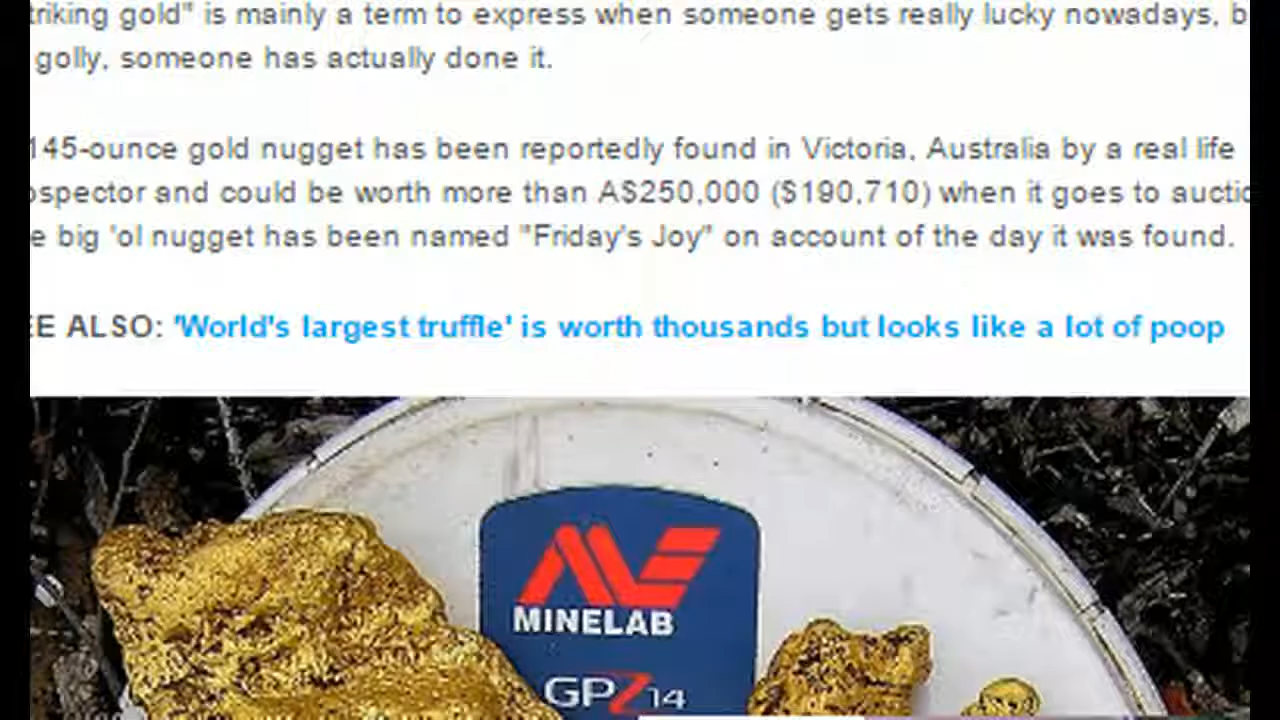 triking gold" is mainly a term to express when someone gets really lucky nowadays, b
golly, someone has actually done it.
145-ounce gold nugget has been reportedly found in Victoria, Australia by a real life
ospector and could be worth more than A$250,000 ($190,710) when it goes to auctio
e big 'ol nugget has been named "Friday's Joy" on account of the day it was found.
EE ALSO: 'World's largest truffle' is worth thousands but looks like a lot of poop
MINELAB
GPZ 14